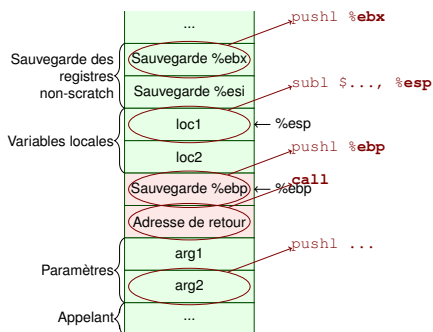 ...
pushl %ebx
Sauvegarde des
registres
non-scratch
Sauvegarde %ebx
Sauvegarde %esi
subl $..., %esp
Variables locales
loc1
← %esp
loc2
pushl %ebp
Sauvegarde %ebp
← %ebp
call
Adresse de retour
Paramètres
arg1
pushl ...
arg2
Appelant
...